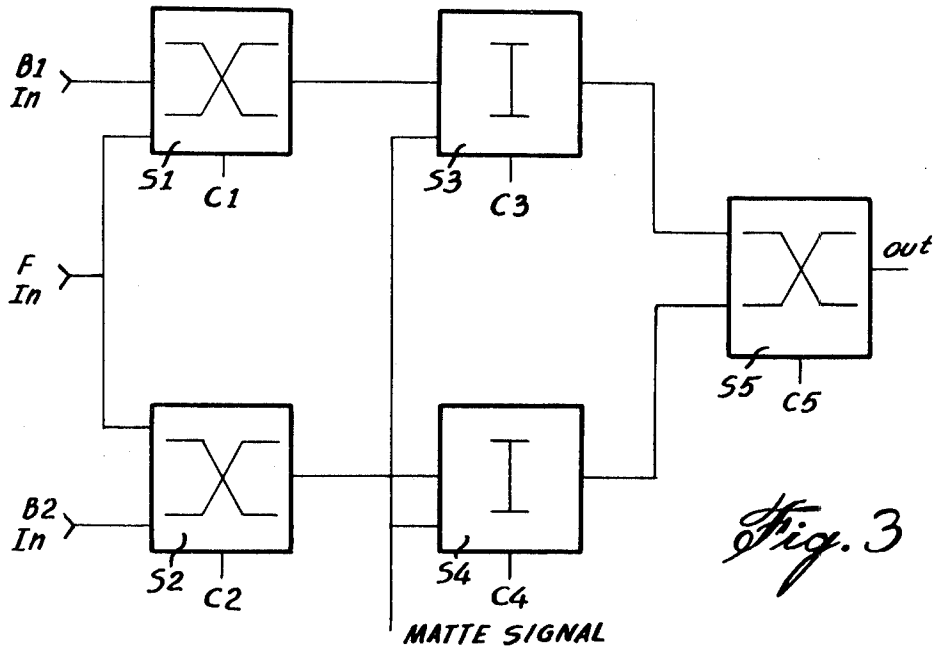 B1
In
S1
C1
S3
C3
F
In
out
S5
C5
B2
In
S2
C2
S4
C4
MATTE SIGNAL
Fig. 3